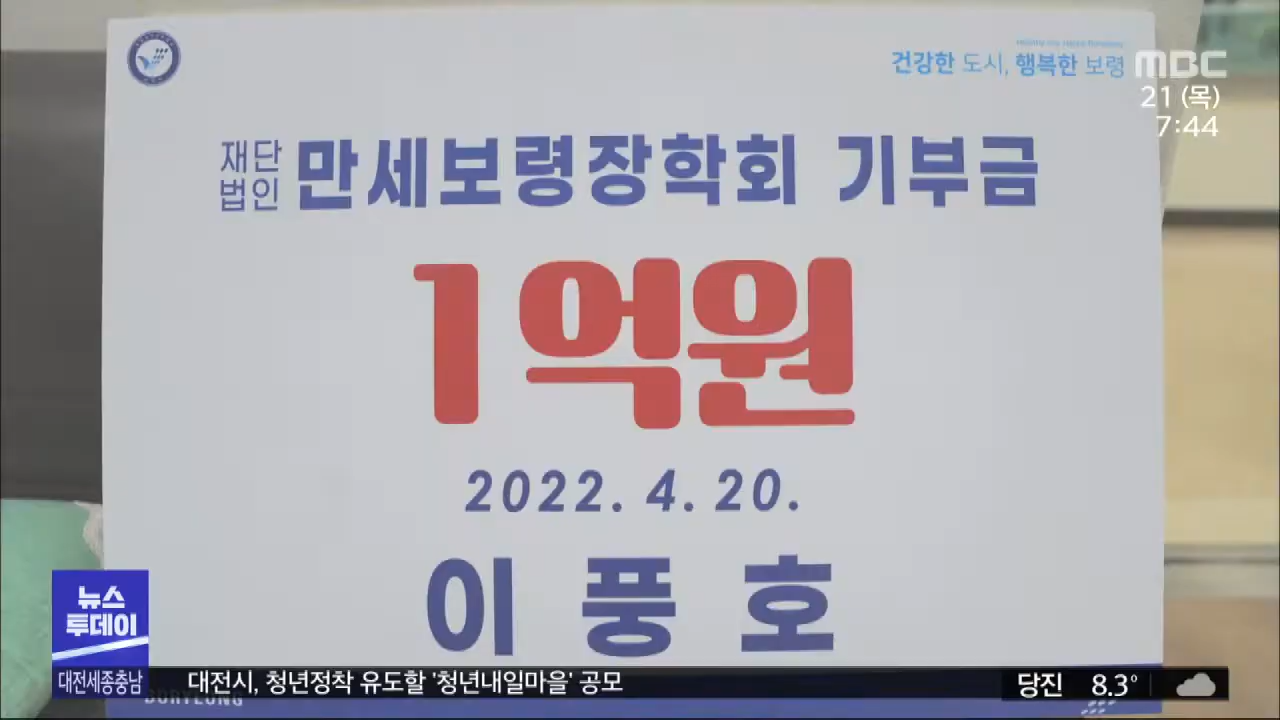 건강한 도시, 행복한 보령
MBC
21 (목)
7:44
재단법인 만세보령장학회 기부금
1억원
2022. 4. 20.
이풍호
뉴스
투데이
대전세종충남
대전시, 청년정착 유도할 '청년내일마을' 공모
당진 8.3°
BORYEONG